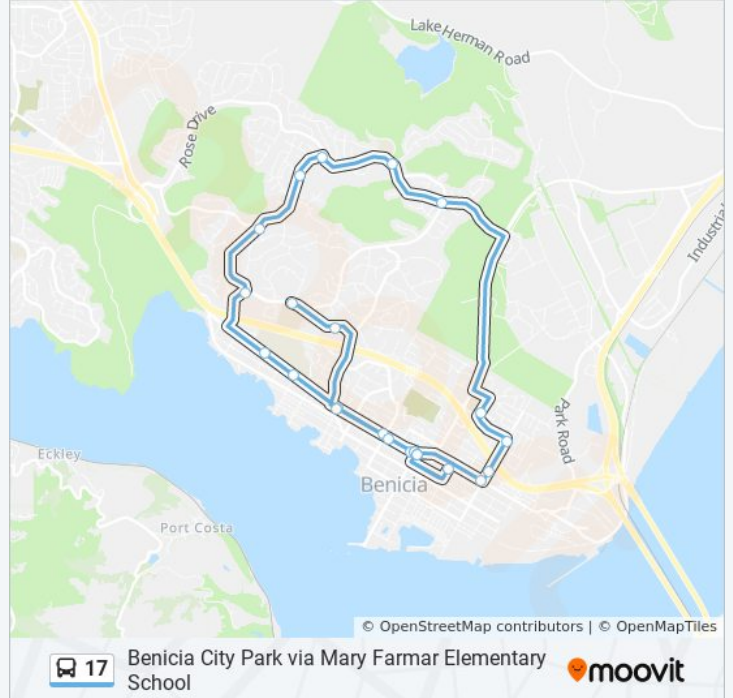 Lake Herman Road
Rose Drive
Industrial
Park Road
Eckley
Benicia
Port Costa
© OpenStreetMap contributors | © OpenMapTiles
17
Benicia City Park via Mary Farmar Elementary
School
moovit